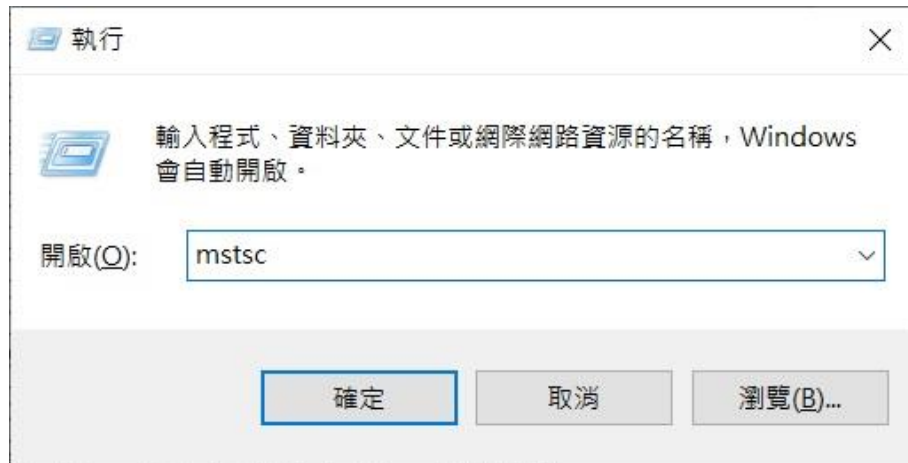 執行
輸入程式、資料夾、文件或網際網路資源的名稱，Windows
會自動開啟。
開啟(O): mstsc
確定 取消 瀏覽(B)...